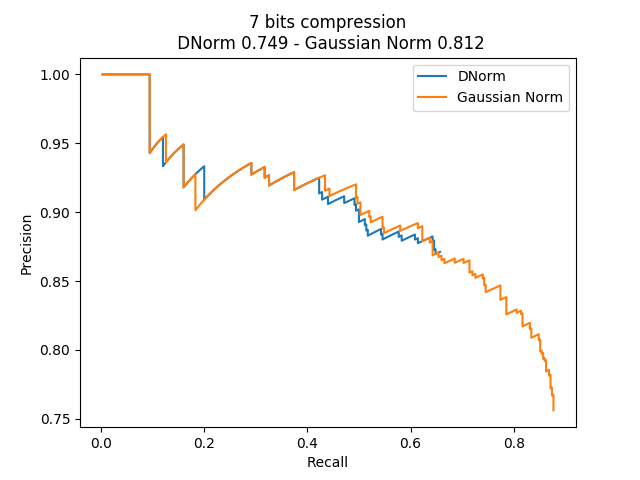 7 bits compression
DNorm 0.749 - Gaussian Norm 0.812
DNorm
Gaussian Norm
1.00
0.95
0.90
0.85
0.80
0.75
Precision
0.0
0.2
0.4
0.6
0.8
Recall